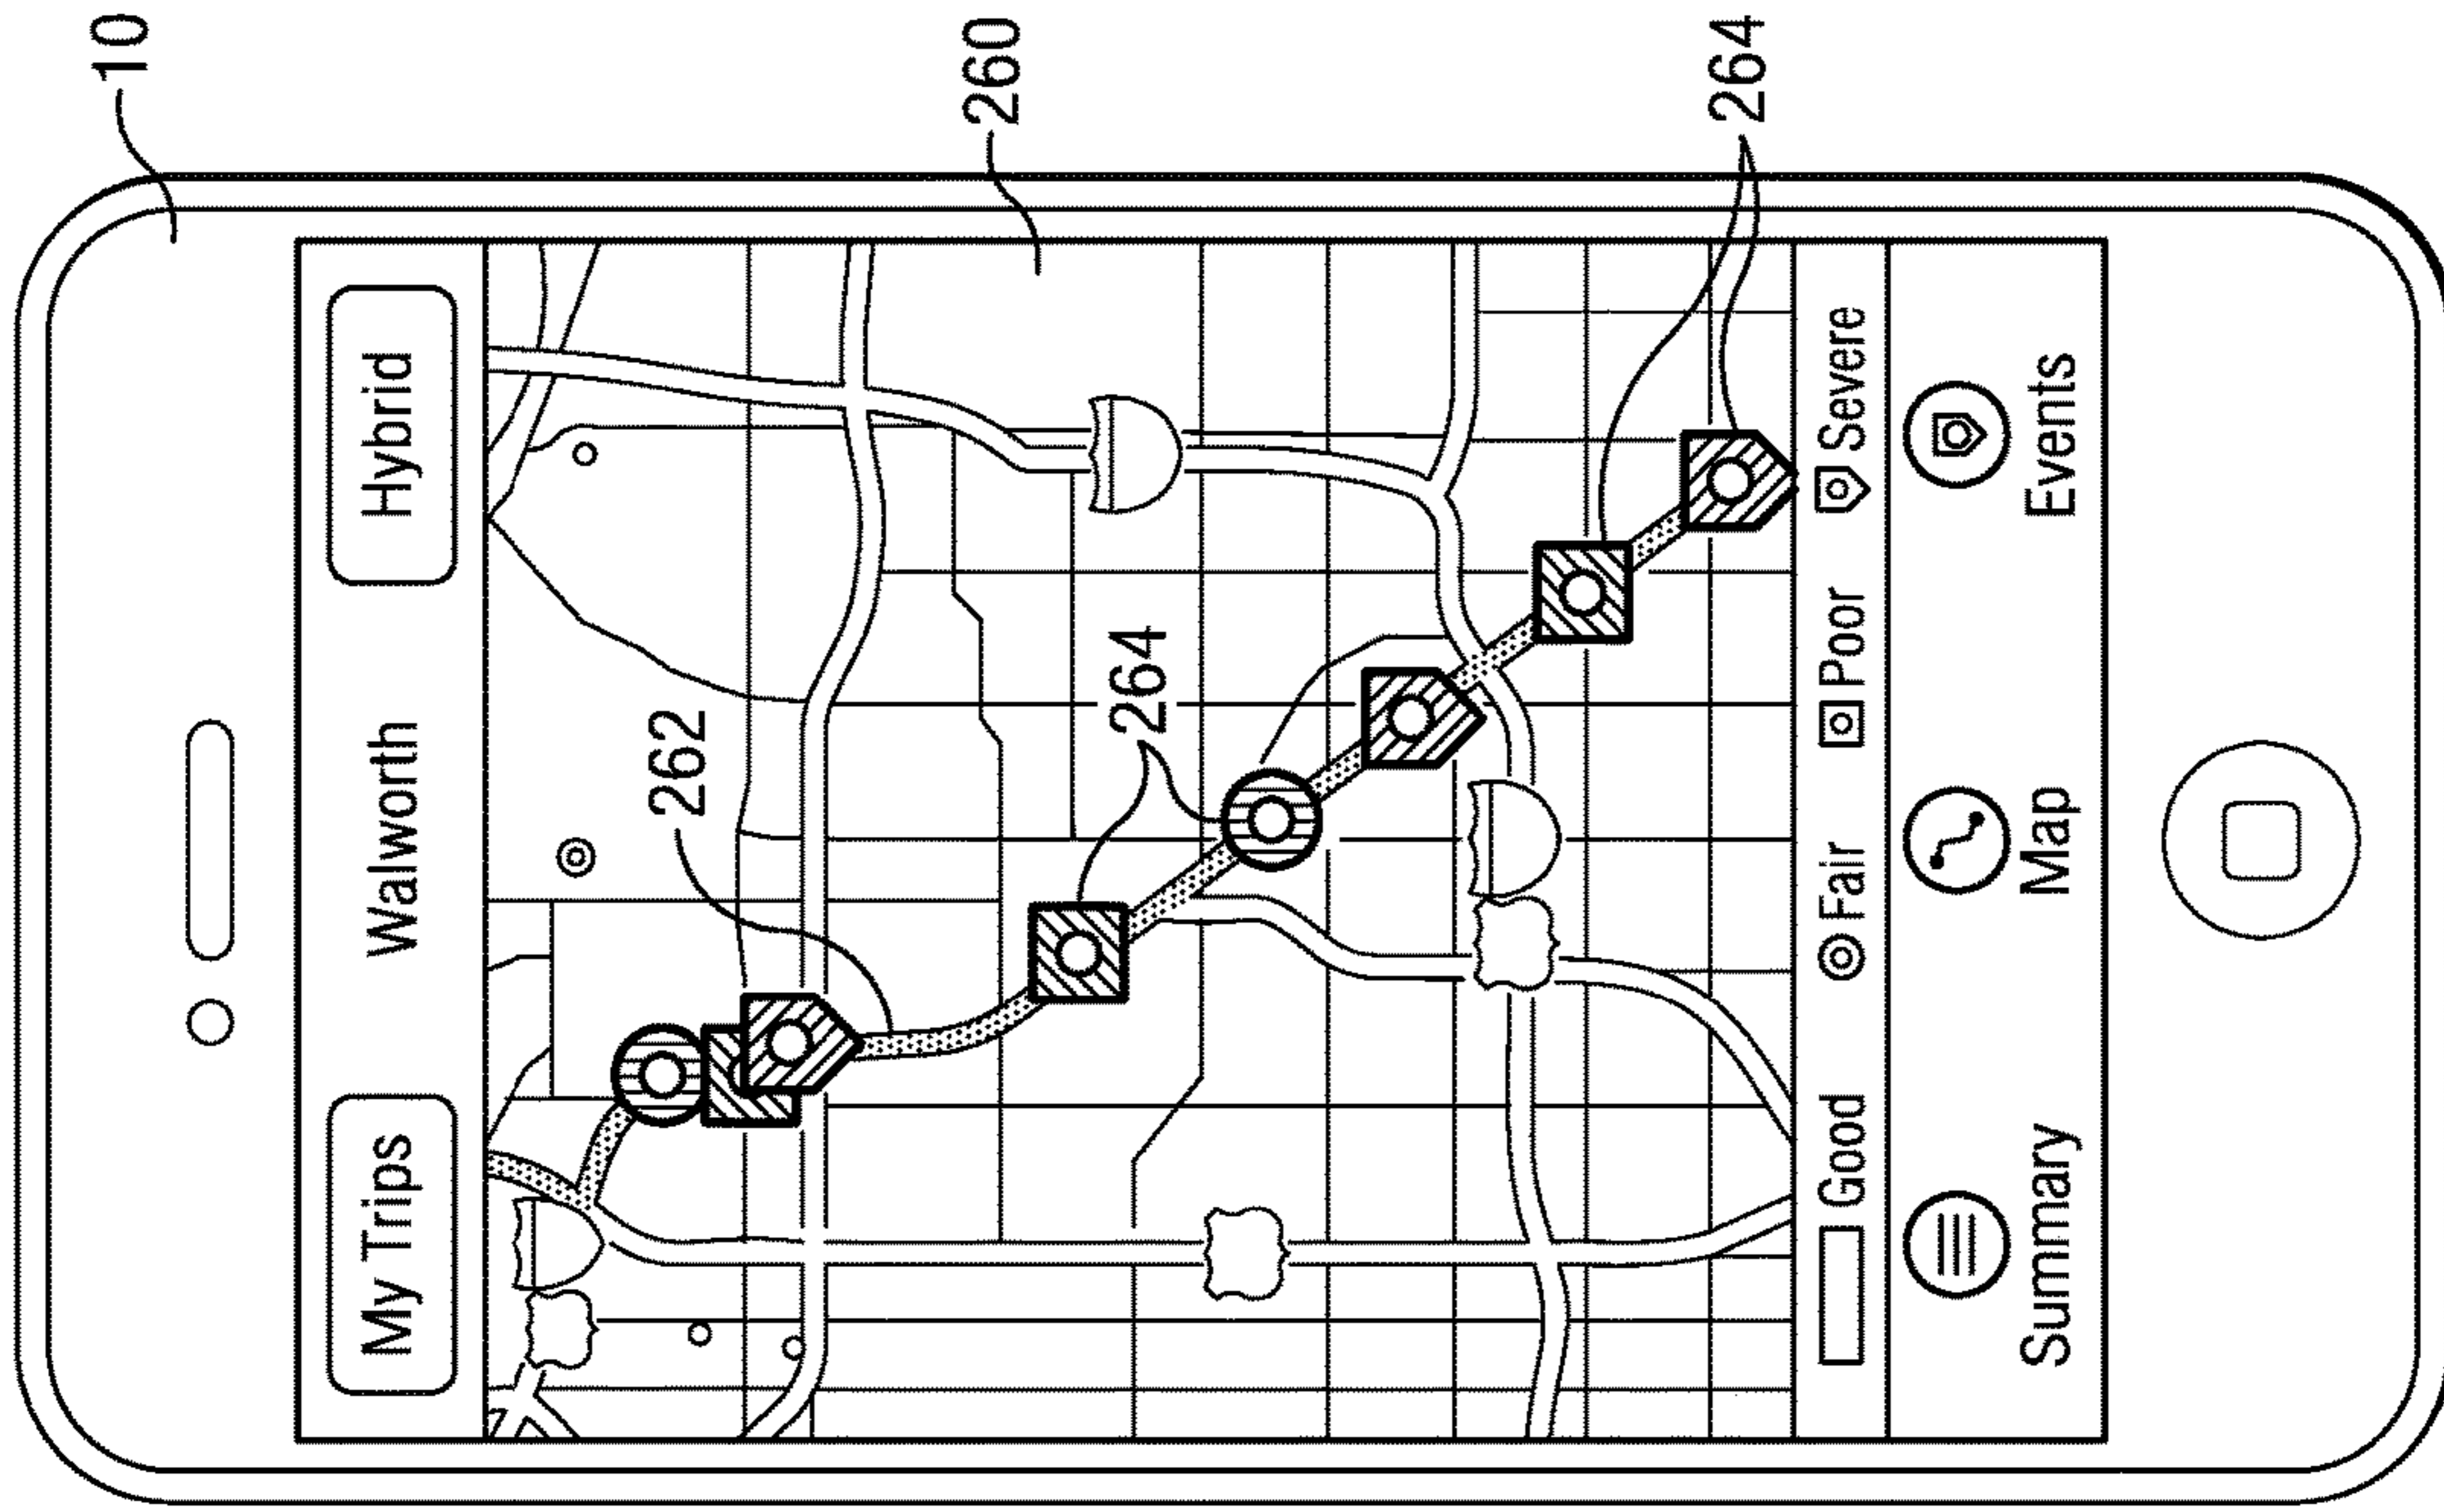 10
My Trips Walworth Hybrid
260
262
264
264
Good Fair Poor Severe
Summary Map Events